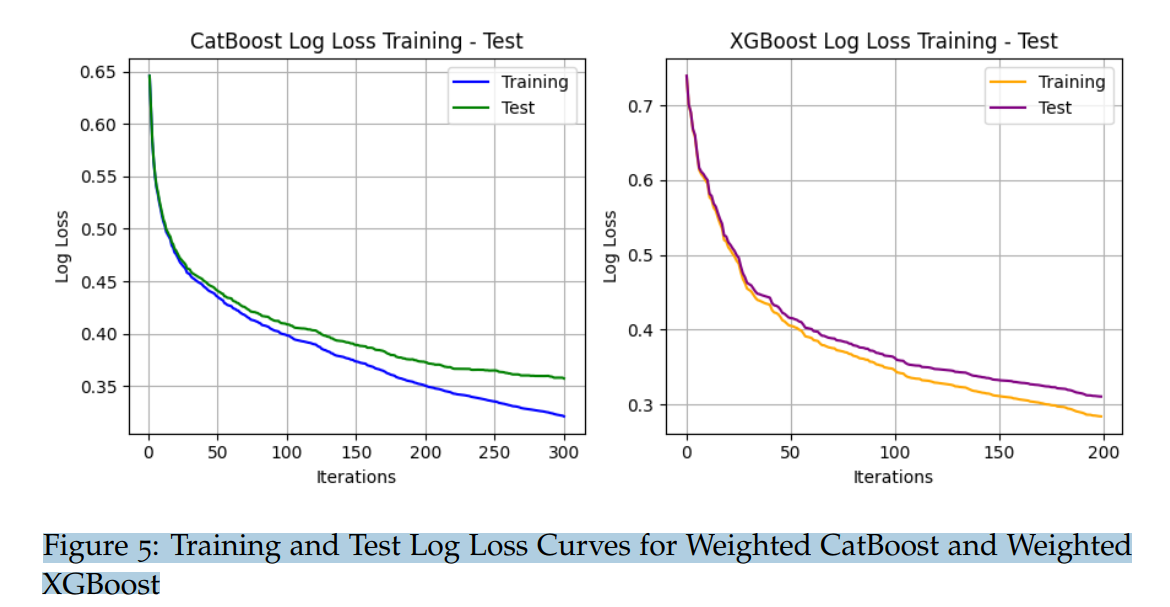 CatBoost Log Loss Training - Test
0.65
0.60
0.55
0.50
0.45
0.40
0.35
Log Loss
Training
Test
0
50
100
150
200
250
300
Iterations
XGBoost Log Loss Training - Test
0.7
0.6
0.5
0.4
0.3
Log Loss
Training
Test
0
50
100
150
200
Iterations
Figure 5: Training and Test Log Loss Curves for Weighted CatBoost and Weighted
XGBoost